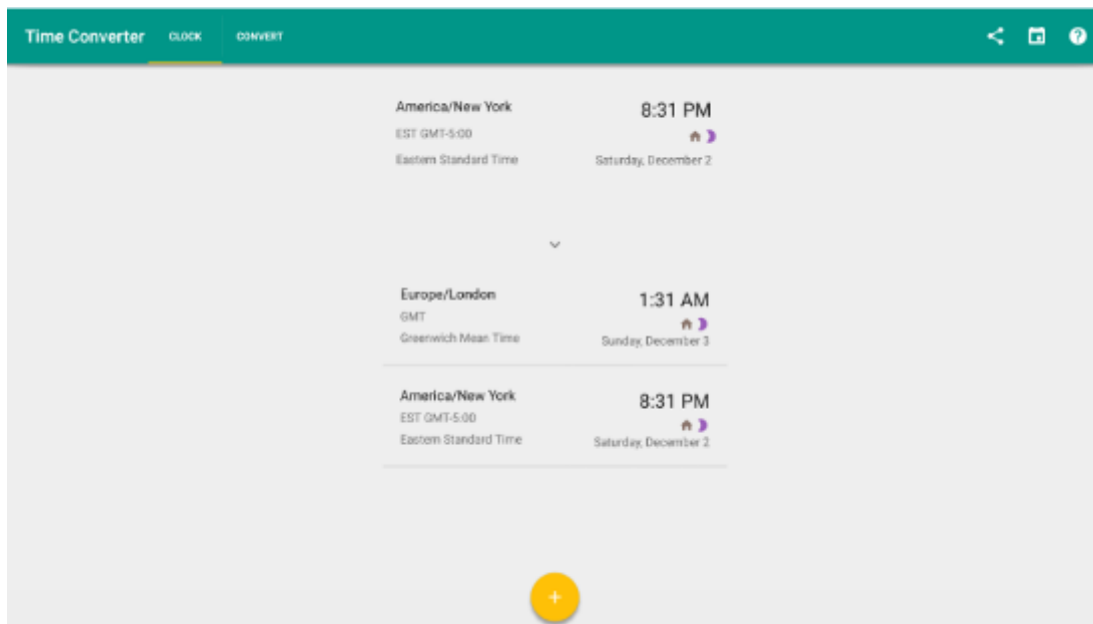 Time Converter CLOCK CONVERT
America/New York 8:31 PM
EST GMT-5:00
Eastern Standard Time Saturday, December 2
Europe/London 1:31 AM
GMT
Greenwich Mean Time Sunday, December 3
America/New York 8:31 PM
EST GMT-5:00
Eastern Standard Time Saturday, December 2